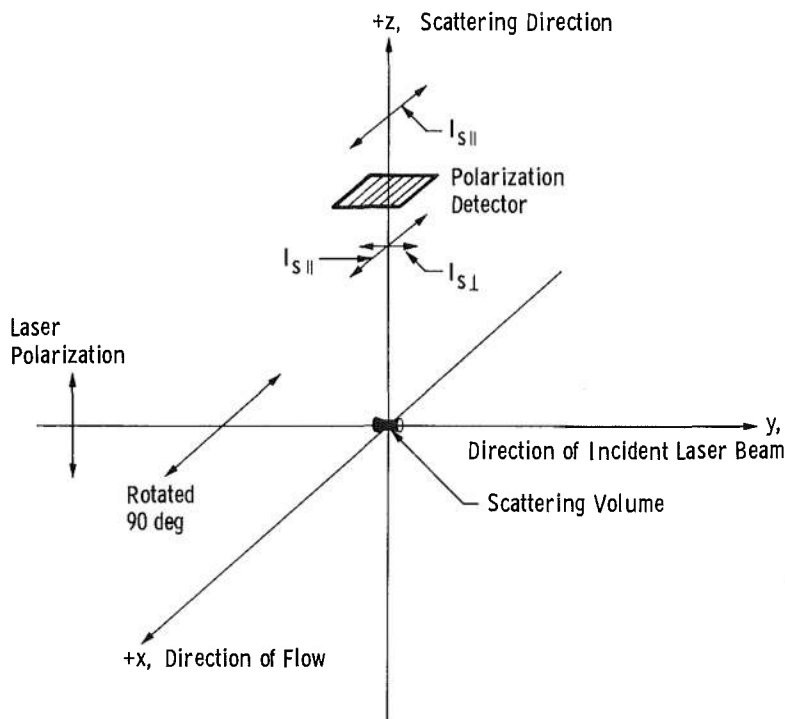 +z, Scattering Direction
I_S||
Polarization
Detector
I_S||
I_S⊥
Laser
Polarization
y,
Direction of Incident Laser Beam
Rotated
90 deg
Scattering Volume
+x, Direction of Flow